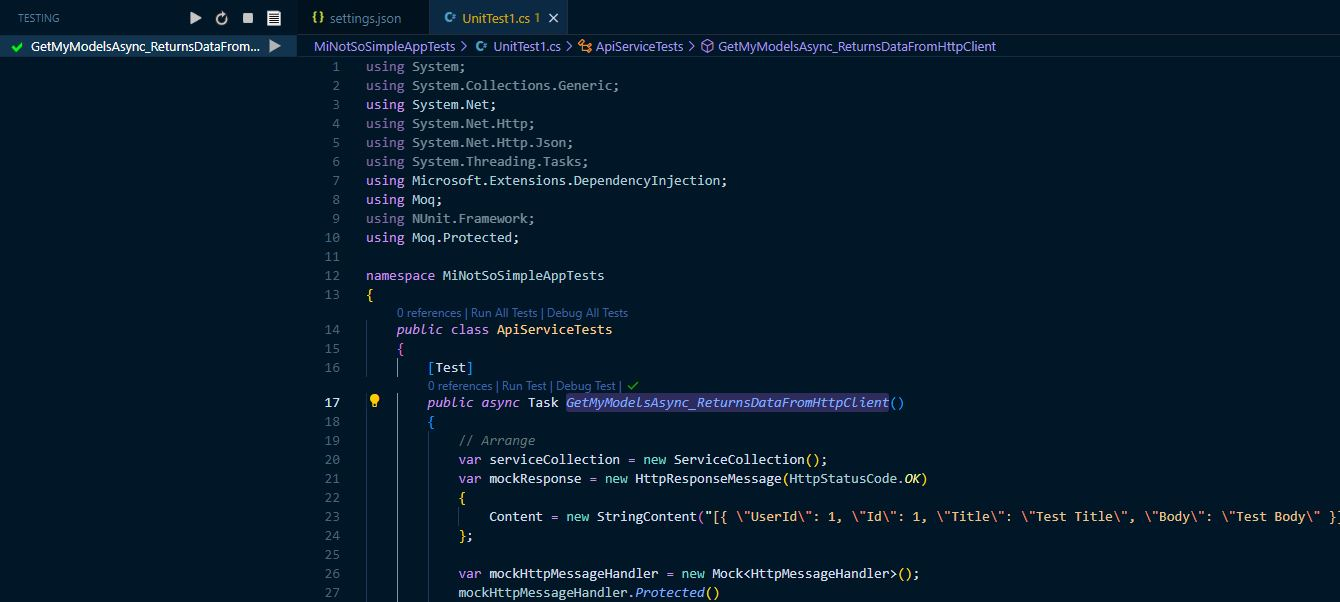 TESTING
settings.json
UnitTest1.cs 1
GetMyModelsAsync_ReturnsDataFrom...
MiNotSoSimpleAppTests > UnitTest1.cs > ApiServiceTests > GetMyModelsAsync_ReturnsDataFromHttpClient
1 using System;
2 using System.Collections.Generic;
3 using System.Net;
4 using System.Net.Http;
5 using System.Net.Http.Json;
6 using System.Threading.Tasks;
7 using Microsoft.Extensions.DependencyInjection;
8 using Moq;
9 using NUnit.Framework;
10 using Moq.Protected;
11
12 namespace MiNotSoSimpleAppTests
13 {
0 references | Run All Tests | Debug All Tests
14 public class ApiServiceTests
15 {
16 [Test]
0 references | Run Test | Debug Test | ✓
17 public async Task GetMyModelsAsync_ReturnsDataFromHttpClient()
18 {
19 // Arrange
20 var serviceCollection = new ServiceCollection();
21 var mockResponse = new HttpResponseMessage(HttpStatusCode.OK)
22 {
23 Content = new StringContent("[{ \"UserId\": 1, \"Id\": 1, \"Title\": \"Test Title\", \"Body\": \"Test Body\" }]
24 };
25
26 var mockHttpMessageHandler = new Mock<HttpMessageHandler>();
27 mockHttpMessageHandler.Protected()